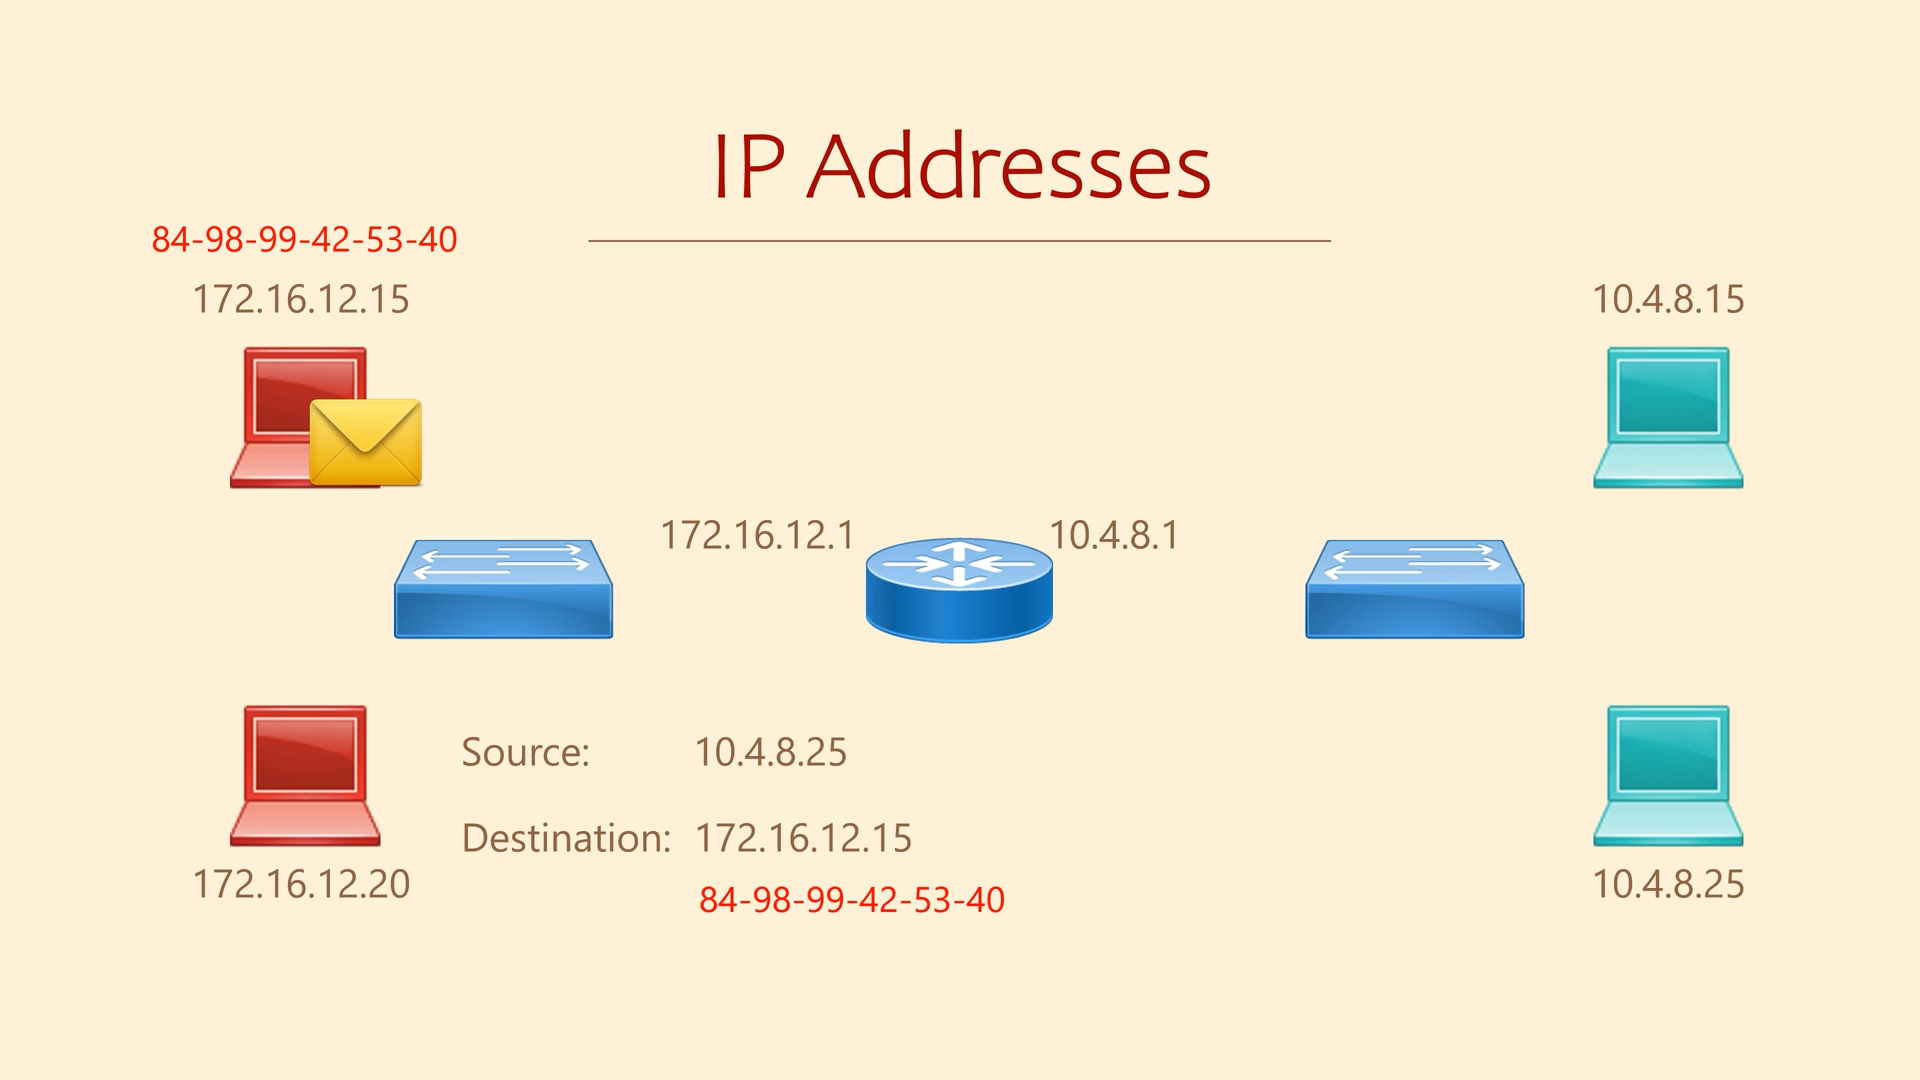 IP Addresses
84-98-99-42-53-40
172.16.12.15
10.4.8.15
172.16.12.1
10.4.8.1
Source: 10.4.8.25
Destination: 172.16.12.15
84-98-99-42-53-40
172.16.12.20
10.4.8.25